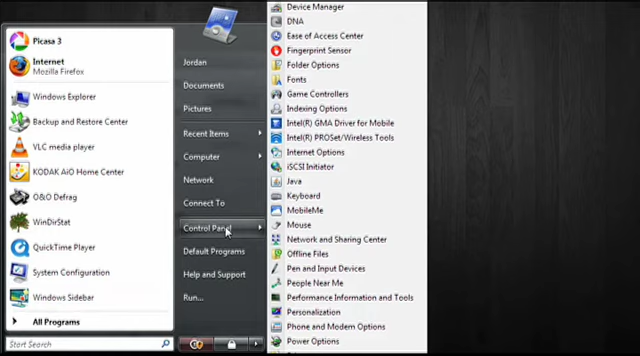 Picasa 3
Internet
Mozilla Firefox
Windows Explorer
Backup and Restore Center
VLC media player
KODAK AiO Home Center
O&O Defrag
WinDirStat
QuickTime Player
System Configuration
Windows Sidebar
All Programs
Start Search
Jordan
Documents
Pictures
Recent Items
Computer
Network
Connect To
Control Panel
Default Programs
Help and Support
Run...
Device Manager
DNA
Ease of Access Center
Fingerprint Sensor
Folder Options
Fonts
Game Controllers
Indexing Options
Intel(R) GMA Driver for Mobile
Intel(R) PROSet/Wireless Tools
Internet Options
iSCSI Initiator
Java
Keyboard
MobileMe
Mouse
Network and Sharing Center
Offline Files
Pen and Input Devices
People Near Me
Performance Information and Tools
Personalization
Phone and Modem Options
Power Options